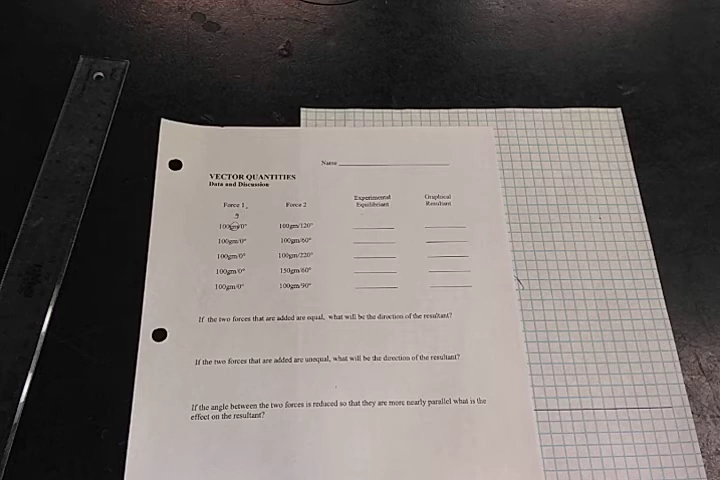 Name
VECTOR QUANTITIES
Data and Discussion
Force 1 Force 2 Experimental Equilibriant Graphical Resultant
g
100gm/0° 100gm/120°
100gm/0° 100gm/60°
100gm/0° 100gm/220°
100gm/0° 150gm/60°
100gm/0° 100gm/90°
If the two forces that are added are equal, what will be the direction of the resultant?
If the two forces that are added are unequal, what will be the direction of the resultant?
If the angle between the two forces is reduced so that they are more nearly parallel what is the
effect on the resultant?